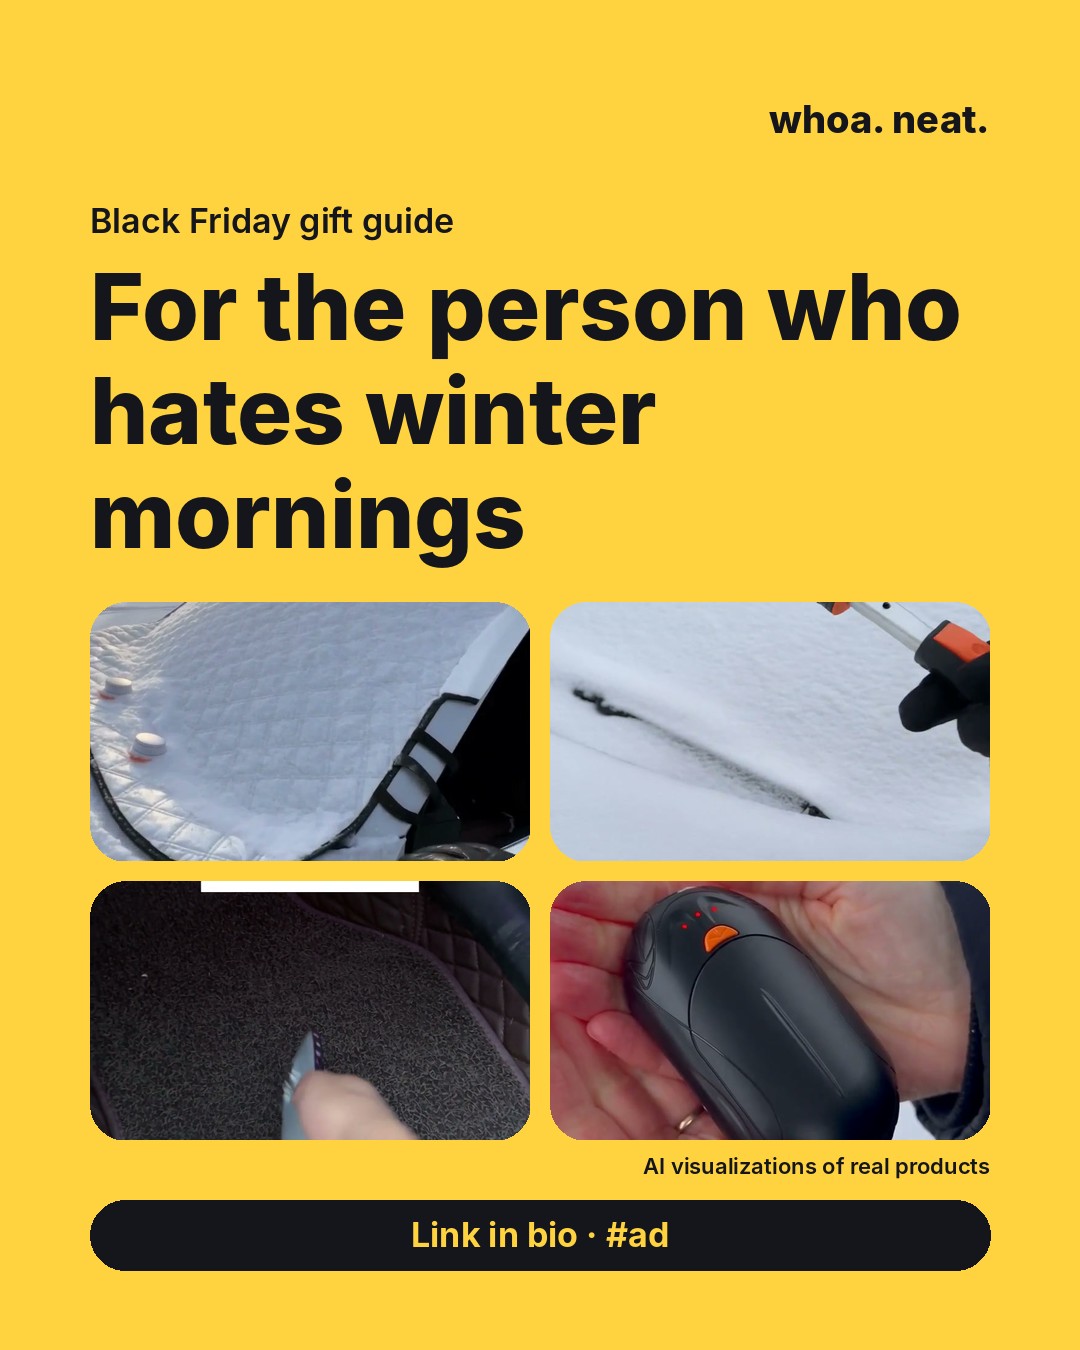 whoa. neat.
Black Friday gift guide
For the person who
hates winter
mornings
AI visualizations of real products
Link in bio · #ad